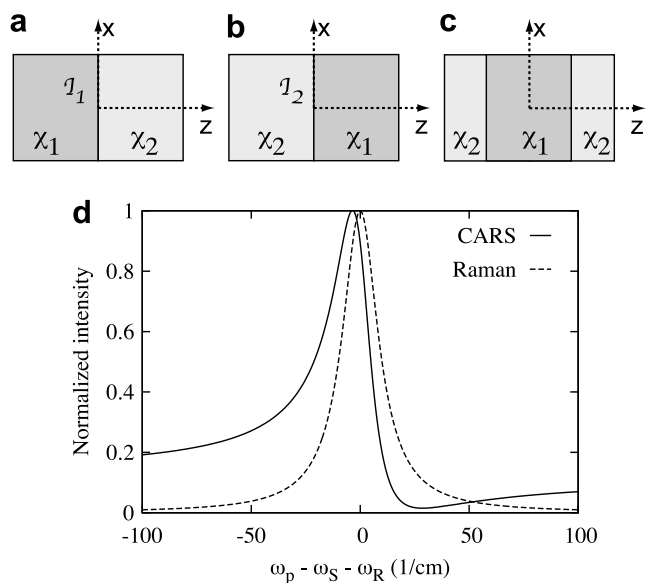 a
x
ℐ₁
z
χ₁
χ₂
b
x
ℐ₂
z
χ₂
χ₁
c
x
z
χ₂
χ₁
χ₂
d
Normalized intensity
1
0.8
0.6
0.4
0.2
0
CARS
Raman
-100
-50
0
50
100
ωp - ωS - ωR (1/cm)